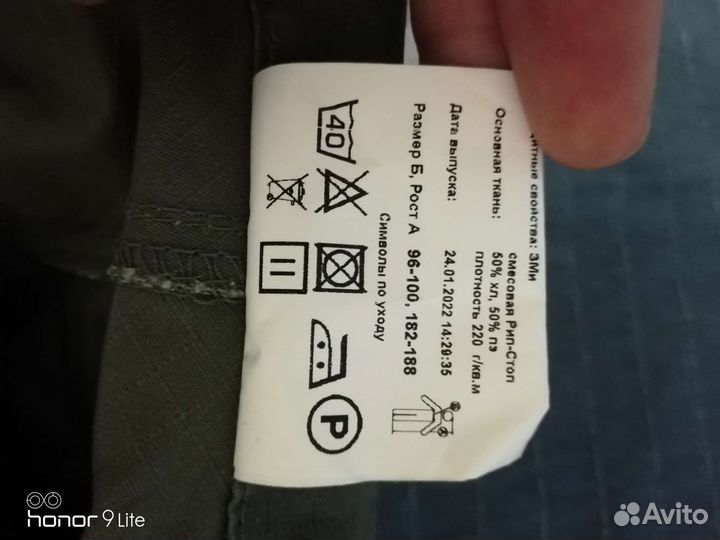 щитные свойства: ЗМи
Основная ткань: смесовая Рип-Стоп
50% хл, 50% пэ
плотность 220 г/кв.м
Дата выпуска: 24.01.2022 14:29:35
Размер Б, Рост А 96-100, 182-188
Символы по уходу
40
P
honor 9 Lite
Avito